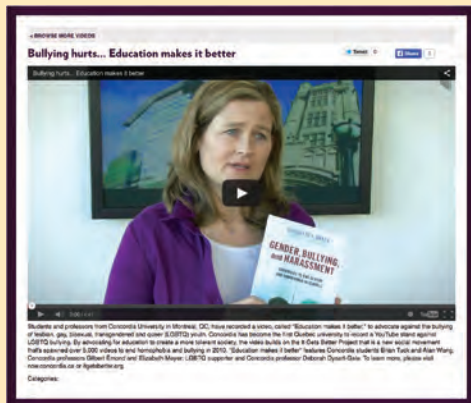 « BROWSE MORE VIDEOS
Bullying hurts... Education makes it better
Tweet 0
Share
Bullying hurts... Education makes it better
GENDER, BULLYING,
and HARASSMENT
YouTube
Students and professors from Concordia University in Montreal, QC, have recorded a video, called "Education makes it better," to advocate against the bullying
of lesbian, gay, bisexual, transgendered and queer (LGBTQ) youth. Concordia has become the first Quebec university to record a YouTube stand against
LGBTQ bullying. By advocating for education to create a more tolerant society, the video builds on the It Gets Better Project that is a new social movement
that's spawned over 5,000 videos to end homophobia and bullying in 2010. "Education makes it better" features Concordia students Brian Tuck and Alan Wong,
Concordia professors Gilbert Émond and Elizabeth Meyer, LGBTQ supporter and Concordia professor Deborah Dysart-Gale. To learn more, please visit
now.concordia.ca or itgetsbetter.org.
Categories: